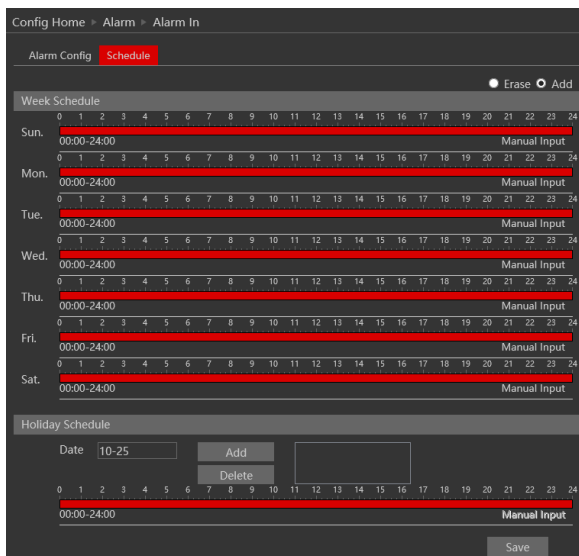 Config Home ▶ Alarm ▶ Alarm In
Alarm Config Schedule
Erase Add
Week Schedule
0 1 2 3 4 5 6 7 8 9 10 11 12 13 14 15 16 17 18 19 20 21 22 23 24
Sun.
00:00-24:00 Manual Input
0 1 2 3 4 5 6 7 8 9 10 11 12 13 14 15 16 17 18 19 20 21 22 23 24
Mon.
00:00-24:00 Manual Input
0 1 2 3 4 5 6 7 8 9 10 11 12 13 14 15 16 17 18 19 20 21 22 23 24
Tue.
00:00-24:00 Manual Input
0 1 2 3 4 5 6 7 8 9 10 11 12 13 14 15 16 17 18 19 20 21 22 23 24
Wed.
00:00-24:00 Manual Input
0 1 2 3 4 5 6 7 8 9 10 11 12 13 14 15 16 17 18 19 20 21 22 23 24
Thu.
00:00-24:00 Manual Input
0 1 2 3 4 5 6 7 8 9 10 11 12 13 14 15 16 17 18 19 20 21 22 23 24
Fri.
00:00-24:00 Manual Input
0 1 2 3 4 5 6 7 8 9 10 11 12 13 14 15 16 17 18 19 20 21 22 23 24
Sat.
00:00-24:00 Manual Input
Holiday Schedule
Date 10-25 Add
Delete
0 1 2 3 4 5 6 7 8 9 10 11 12 13 14 15 16 17 18 19 20 21 22 23 24
00:00-24:00 Manual Input
Save